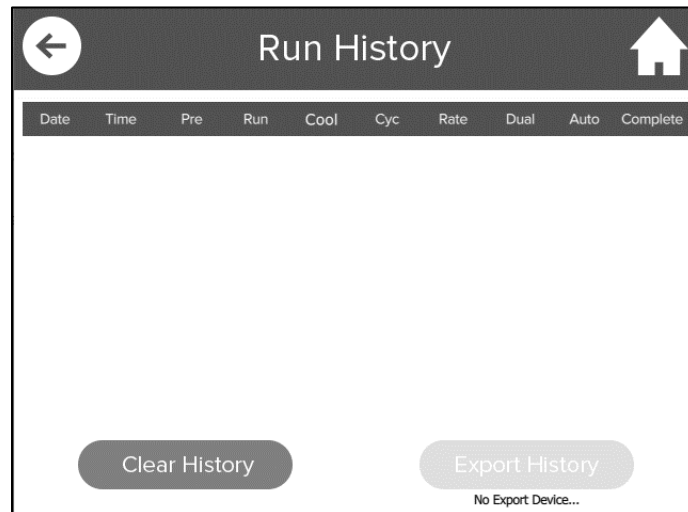 Run History
Date Time Pre Run Cool Cyc Rate Dual Auto Complete
Clear History Export History
No Export Device...